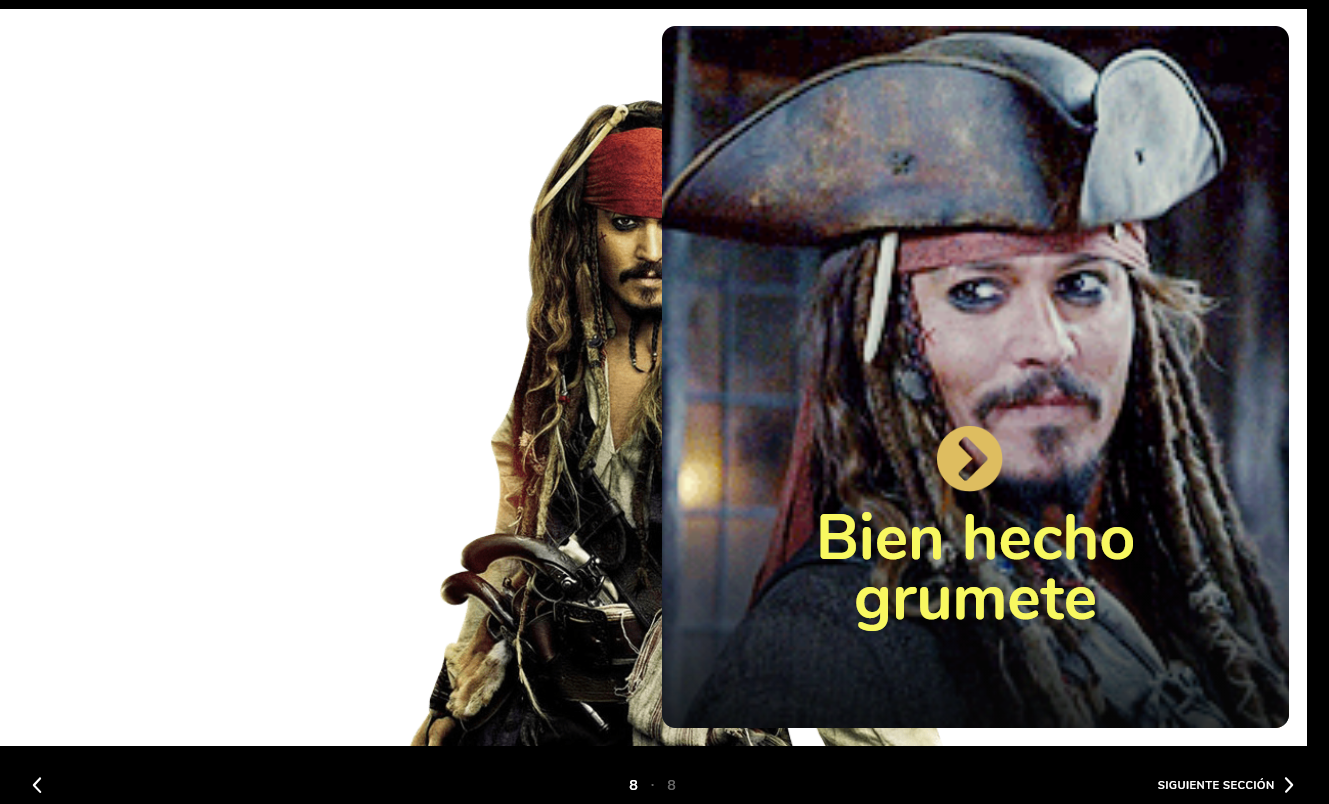 Bien hecho
grumete
8 · 8
SIGUIENTE SECCIÓN